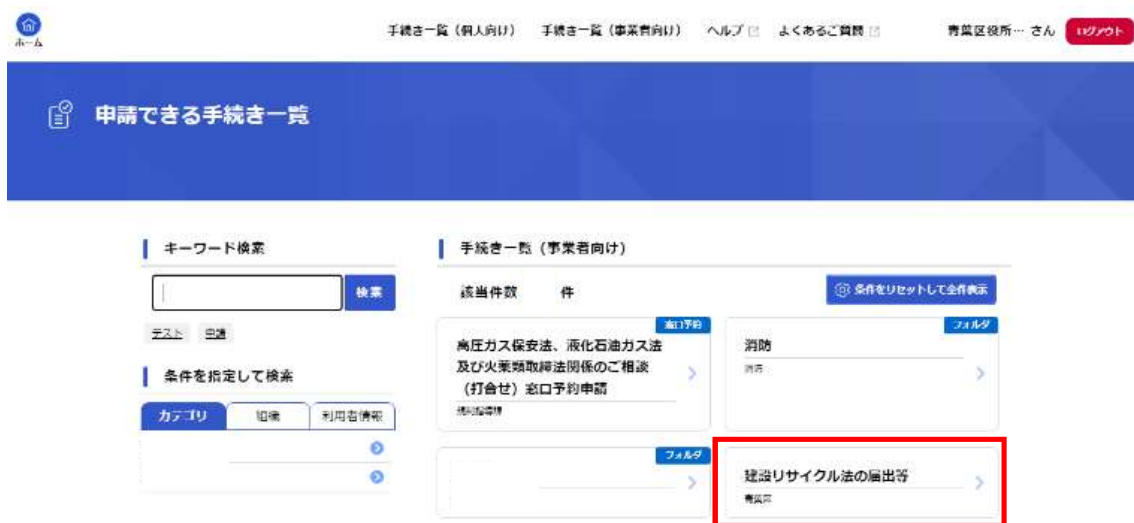 ホーム
手続き一覧（個人向け） 手続き一覧（事業者向け） ヘルプ よくあるご質問 青葉区役所… さん ログアウト
申請できる手続き一覧
キーワード検索
検索
テスト 申請
条件を指定して検索
カテゴリ 組織 利用者情報
手続き一覧（事業者向け）
該当件数 件
条件をリセットして全件表示
窓口予約
高圧ガス保安法、液化石油ガス法
及び火薬類取締法関係のご相談
（打合せ）窓口予約申請
フォルダ
消防
消防
フォルダ
建設リサイクル法の届出等
青葉区